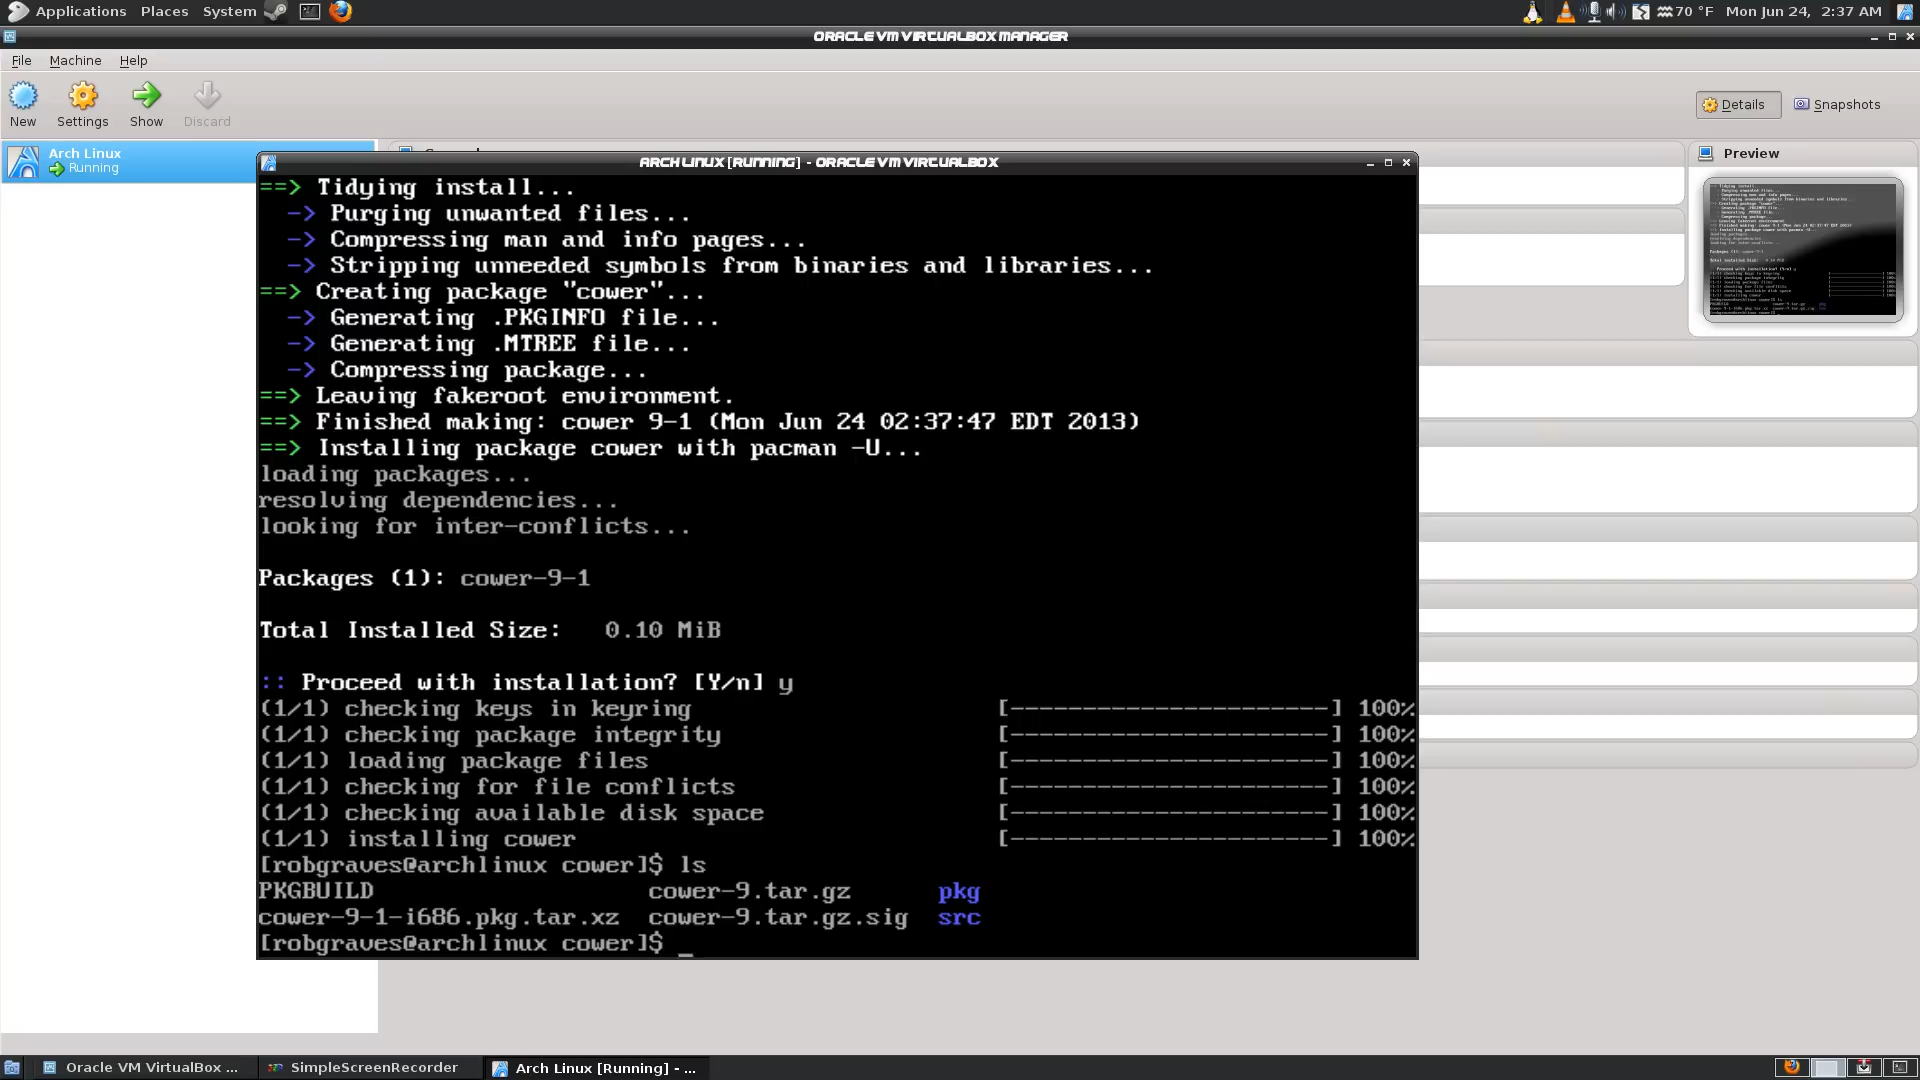 Applications Places System
70 °F Mon Jun 24, 2:37 AM
ORACLE VM VIRTUALBOX MANAGER
File Machine Help
New Settings Show Discard
Details Snapshots
Arch Linux
Running
Preview
ARCH LINUX [RUNNING] - ORACLE VM VIRTUALBOX
==> Tidying install...
-> Purging unwanted files...
-> Compressing man and info pages...
-> Stripping unneeded symbols from binaries and libraries...
==> Creating package "cower"...
-> Generating .PKGINFO file...
-> Generating .MTREE file...
-> Compressing package...
==> Leaving fakeroot environment.
==> Finished making: cower 9-1 (Mon Jun 24 02:37:47 EDT 2013)
==> Installing package cower with pacman -U...
loading packages...
resolving dependencies...
looking for inter-conflicts...
Packages (1): cower-9-1
Total Installed Size: 0.10 MiB
:: Proceed with installation? [Y/n] y
(1/1) checking keys in keyring [----------------------] 100%
(1/1) checking package integrity [----------------------] 100%
(1/1) loading package files [----------------------] 100%
(1/1) checking for file conflicts [----------------------] 100%
(1/1) checking available disk space [----------------------] 100%
(1/1) installing cower [----------------------] 100%
[robgraves@archlinux cower]$ ls
PKGBUILD cower-9.tar.gz pkg
cower-9-1-i686.pkg.tar.xz cower-9.tar.gz.sig src
[robgraves@archlinux cower]$ _
Oracle VM VirtualBox ... SimpleScreenRecorder Arch Linux [Running] - ...